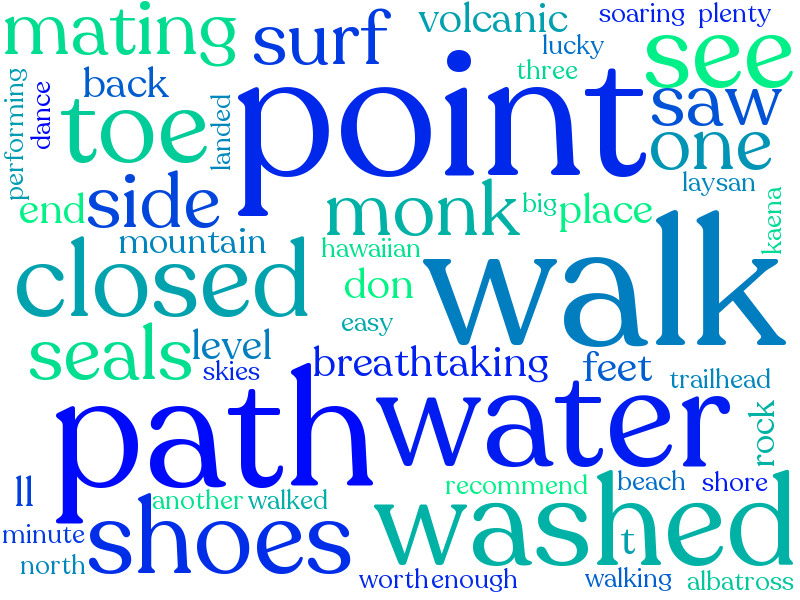 mating surf volcanic soaring plenty
lucky see
back three
performing dance toe landed point saw
one
laysan
end side monk big place kaena
mountain hawaiian
closed don walk
easy
seals level
skies breathtaking feet trailhead
path water rock
ll another walked recommend beach shore
minute shoes washed t
north worth enough walking albatross